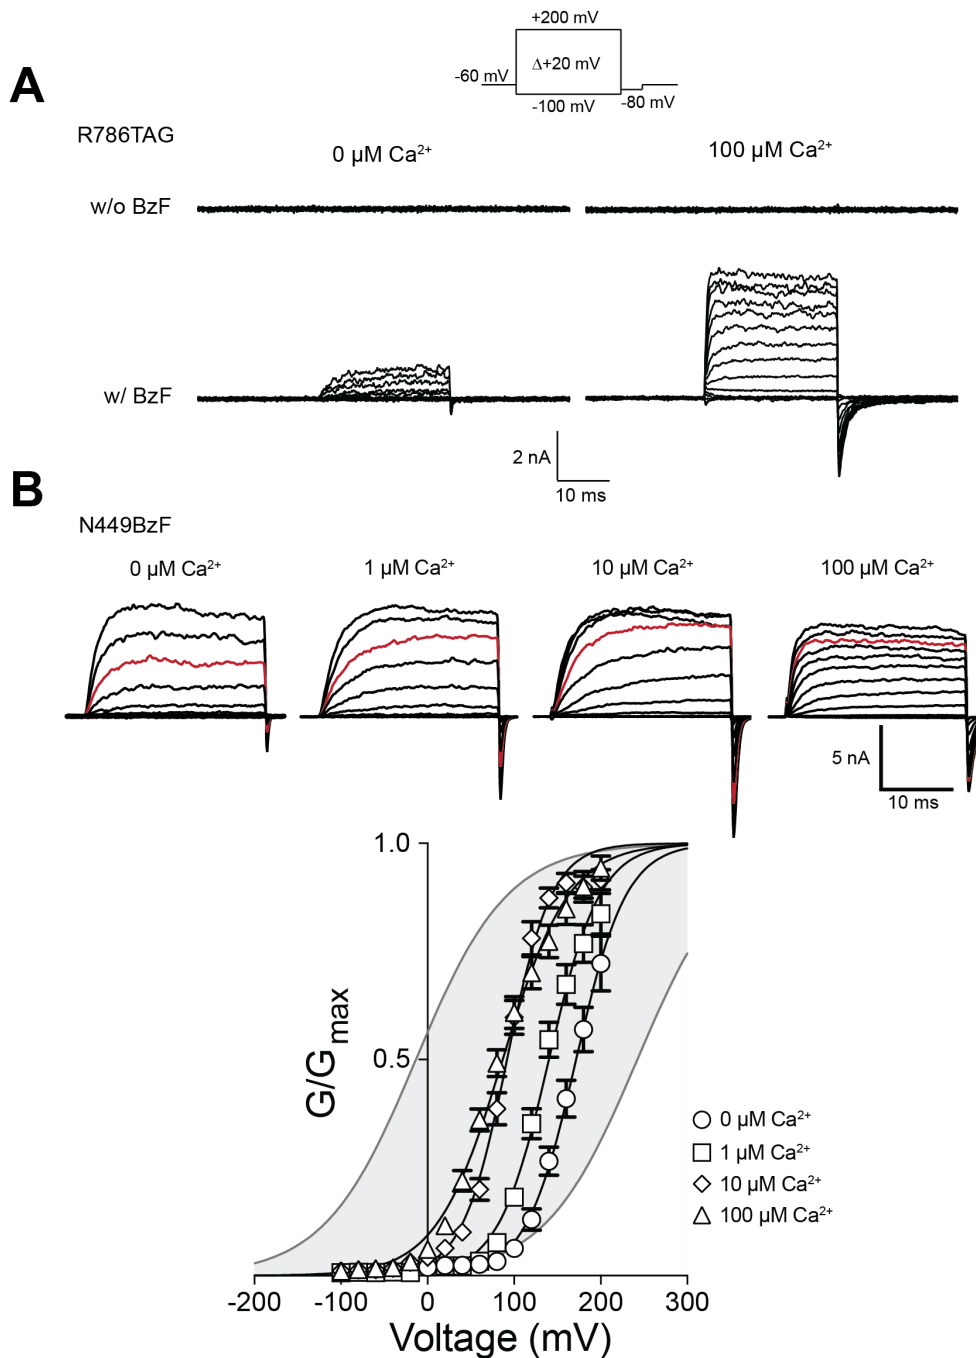 A
+200 mV
-60 mV
Δ+20 mV
-100 mV
-80 mV
R786TAG
0 µM Ca²⁺
100 µM Ca²⁺
w/o BzF
w/ BzF
2 nA
10 ms
B
N449BzF
0 µM Ca²⁺
1 µM Ca²⁺
10 µM Ca²⁺
100 µM Ca²⁺
5 nA
10 ms
1.0
0.5
G/Gmax
0 µM Ca²⁺
1 µM Ca²⁺
10 µM Ca²⁺
100 µM Ca²⁺
-200
-100
0
100
200
300
Voltage (mV)